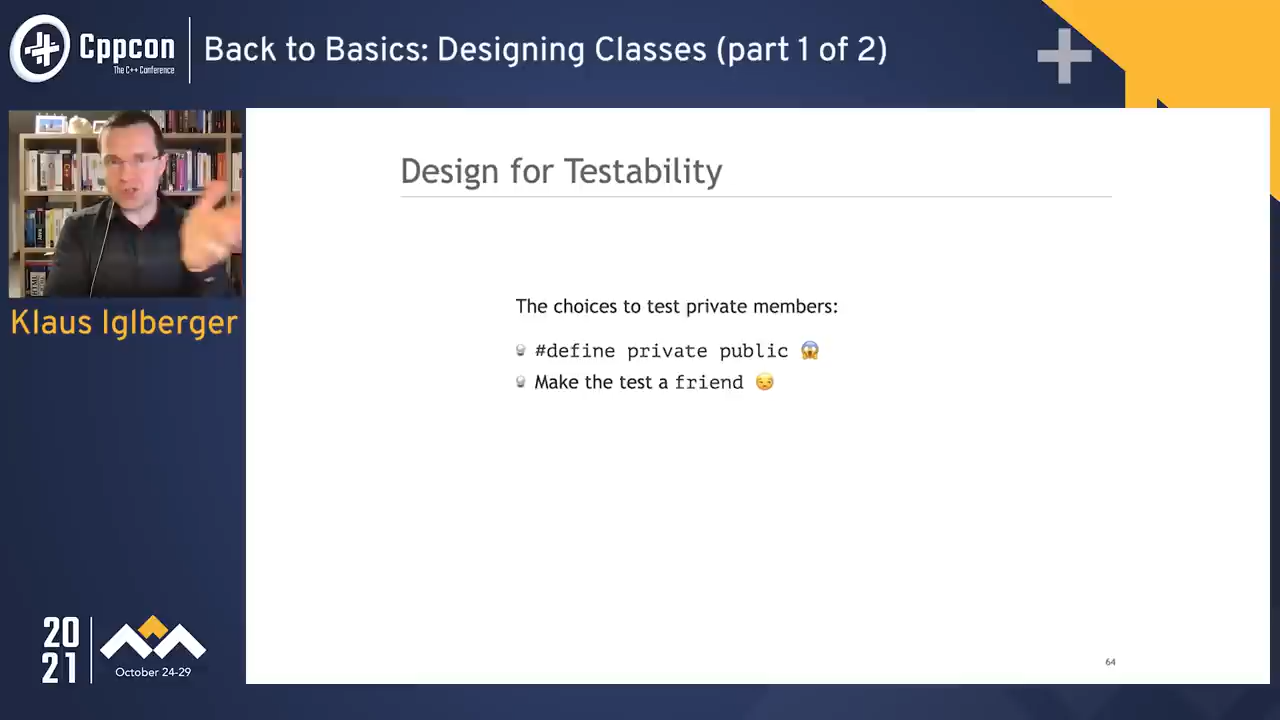 Cppcon
The C++ Conference
Back to Basics: Designing Classes (part 1 of 2)
Klaus Iglberger
Design for Testability
The choices to test private members:
#define private public 😱
Make the test a friend 😒
64
20
21
October 24-29